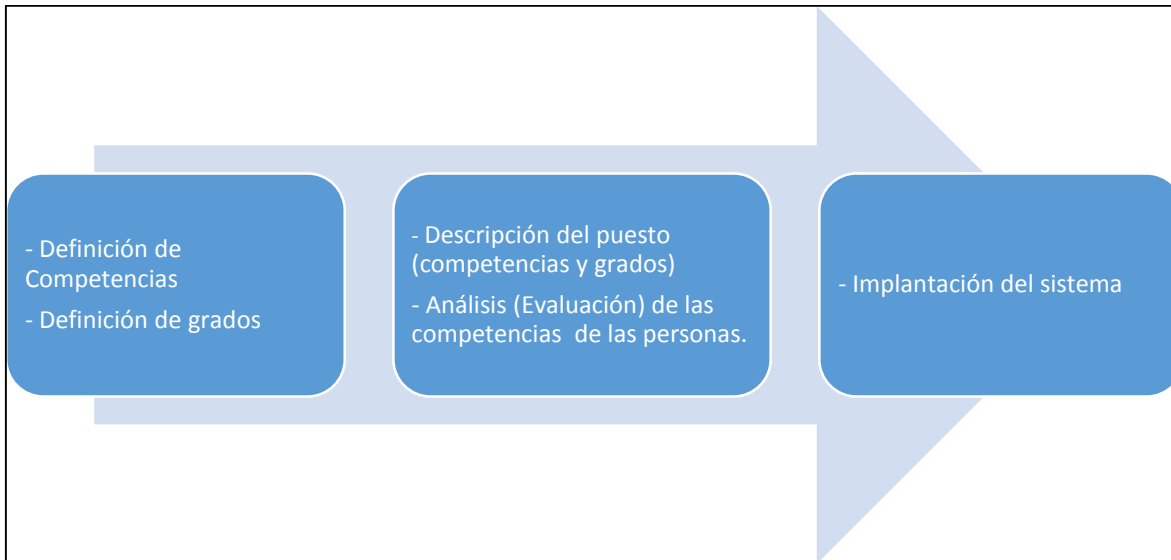 - Definición de
Competencias
- Definición de grados
- Descripción del puesto
(competencias y grados)
- Análisis (Evaluación) de las
competencias  de las personas.
- Implantación del sistema